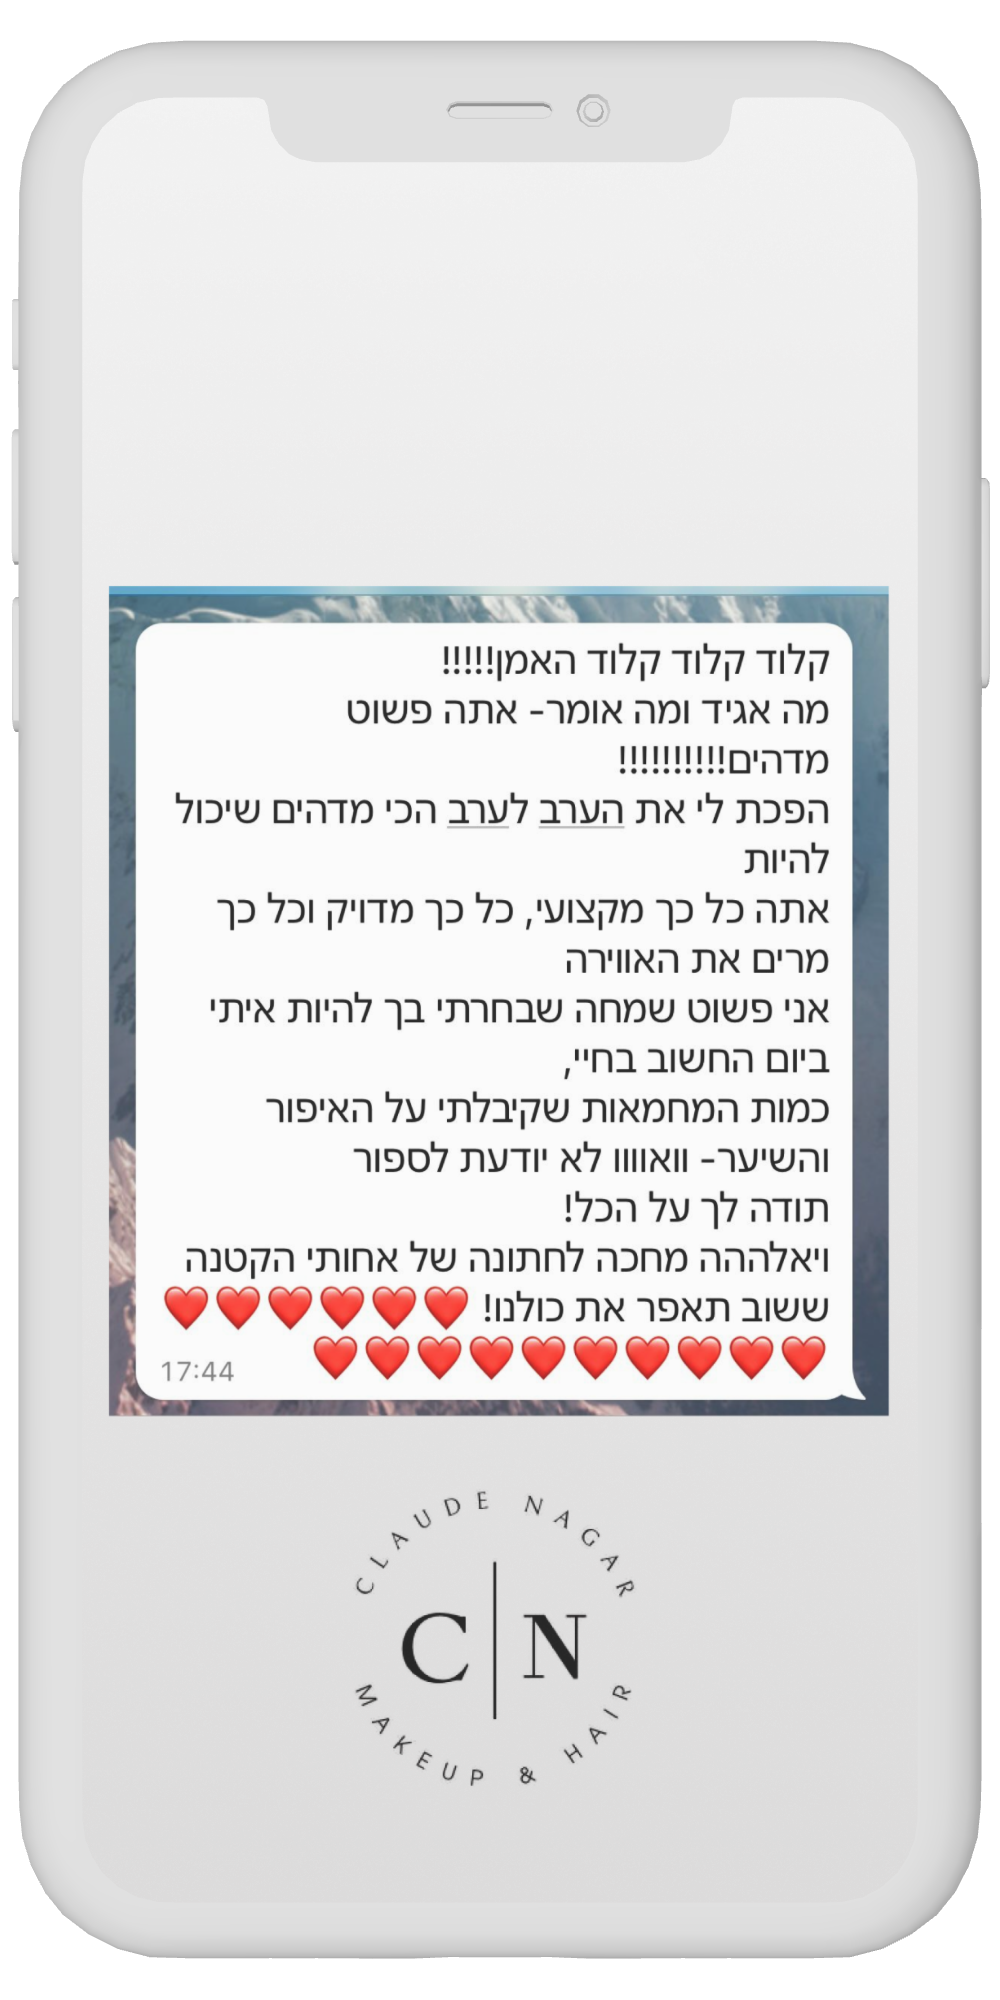 קלוד קלוד קלוד האמן!!!!!
מה אגיד ומה אומר- אתה פשוט
מדהים!!!!!!!!!!
הפכת לי את הערב לערב הכי מדהים שיכול
להיות
אתה כל כך מקצועי, כל כך מדויק וכל כך
מרים את האווירה
אני פשוט שמחה שבחרתי בך להיות איתי
ביום החשוב בחיי,
כמות המחמאות שקיבלתי על האיפור
והשיער- וואוווו לא יודעת לספור
תודה לך על הכל!
ויאלההה מחכה לחתונה של אחותי הקטנה
ששוב תאפר את כולנו! ❤️❤️❤️❤️❤️❤️
❤️❤️❤️❤️❤️❤️❤️❤️❤️❤️
17:44
CLAUDE NAGAR
C|N
MAKEUP & HAIR